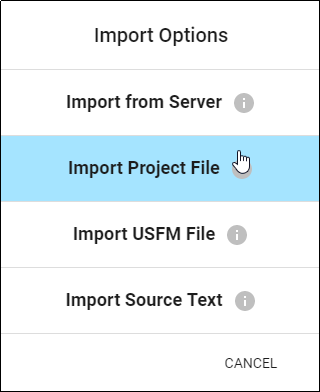 Import Options
Import from Server
Import Project File
Import USFM File
Import Source Text
CANCEL